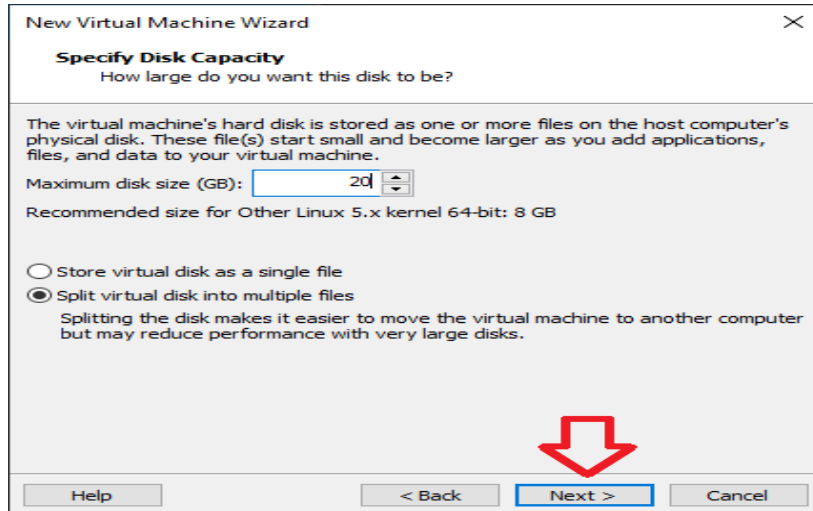 New Virtual Machine Wizard
Specify Disk Capacity
How large do you want this disk to be?
The virtual machine's hard disk is stored as one or more files on the host computer's
physical disk. These file(s) start small and become larger as you add applications,
files, and data to your virtual machine.
Maximum disk size (GB): 20
Recommended size for Other Linux 5.x kernel 64-bit: 8 GB
Store virtual disk as a single file
Split virtual disk into multiple files
Splitting the disk makes it easier to move the virtual machine to another computer
but may reduce performance with very large disks.
Help < Back Next > Cancel